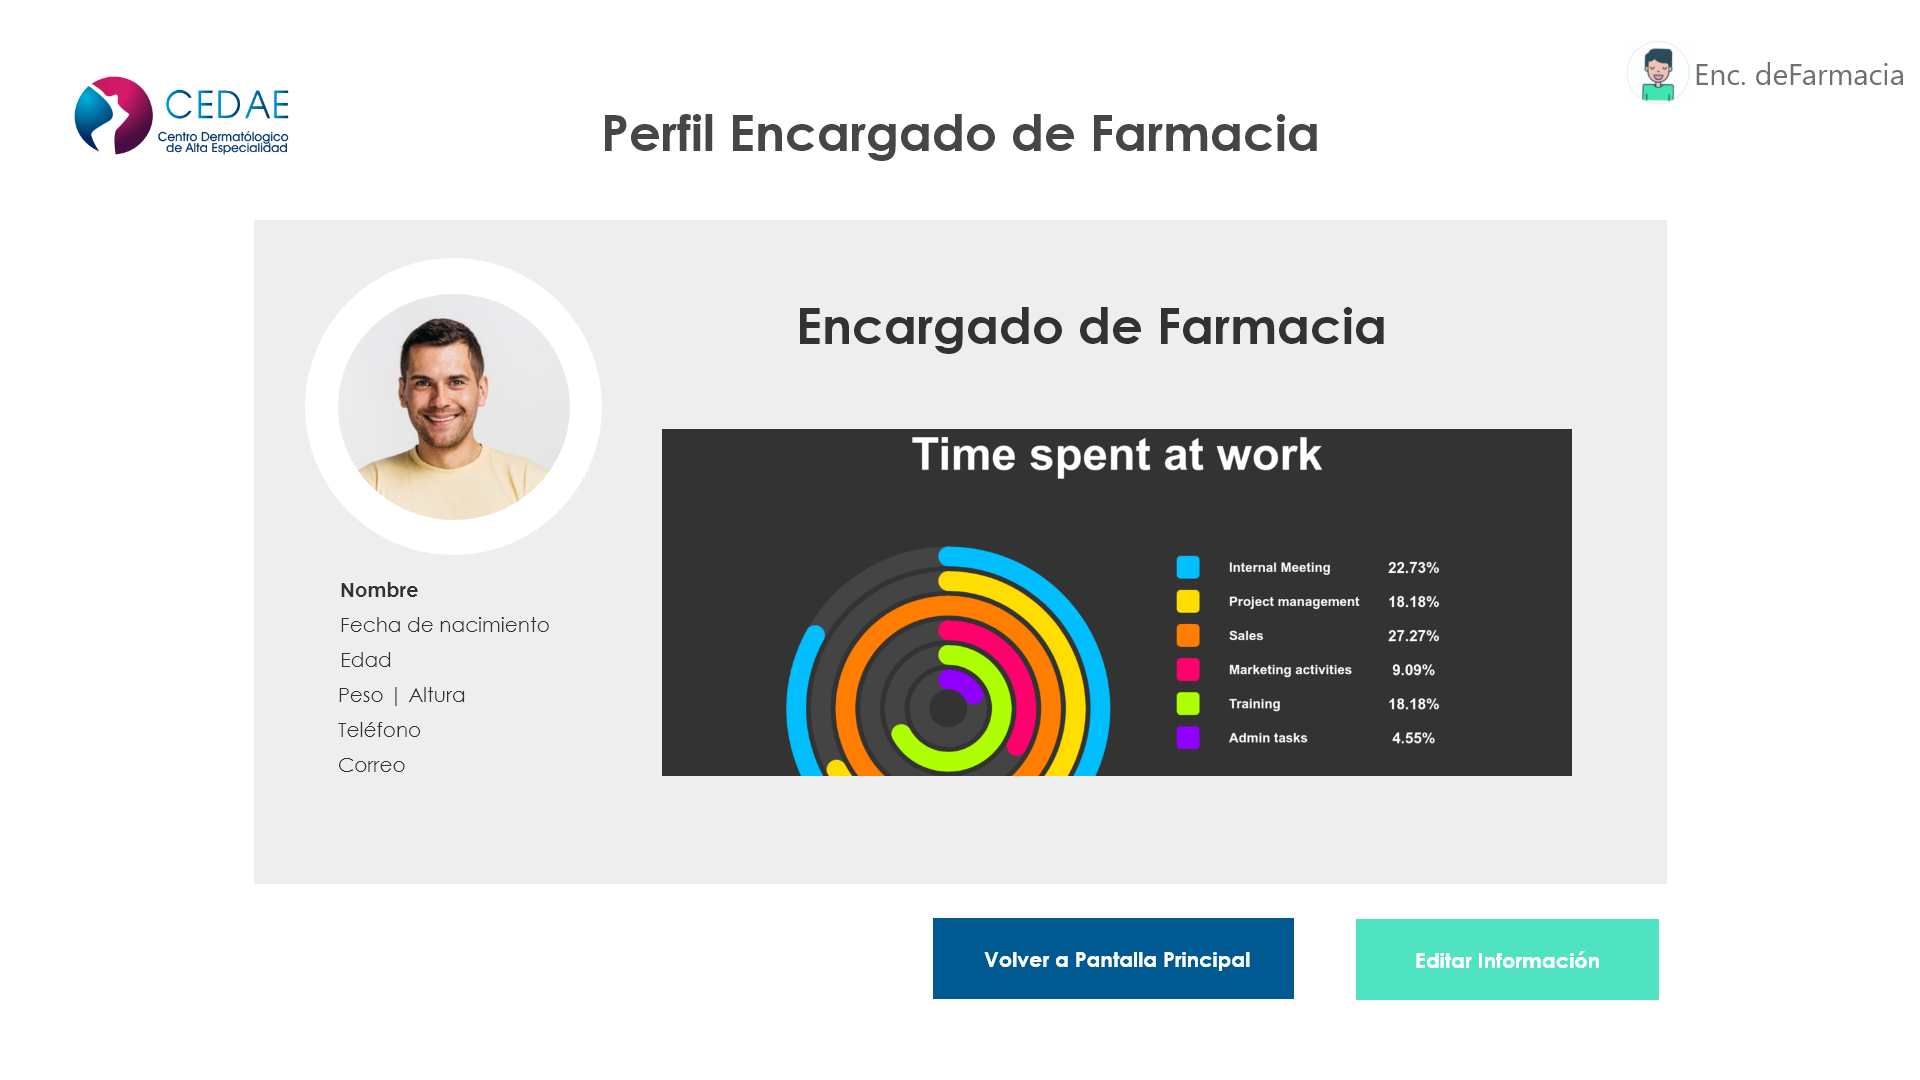 Enc. deFarmacia
CEDAE
Centro Dermatólogico
de Alta Especialidad
Perfil Encargado de Farmacia
Encargado de Farmacia
Nombre
Fecha de nacimiento
Edad
Peso | Altura
Teléfono
Correo
Time spent at work
Internal Meeting 22.73%
Project management 18.18%
Sales 27.27%
Marketing activities 9.09%
Training 18.18%
Admin tasks 4.55%
Volver a Pantalla Principal
Editar Información